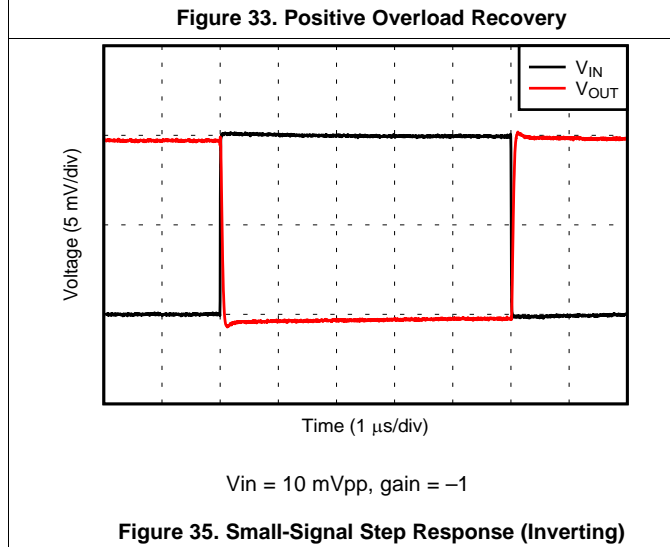 Figure 33. Positive Overload Recovery
VIN
VOUT
Voltage (5 mV/div)
Time (1 μs/div)
Vin = 10 mVpp, gain = –1
Figure 35. Small-Signal Step Response (Inverting)